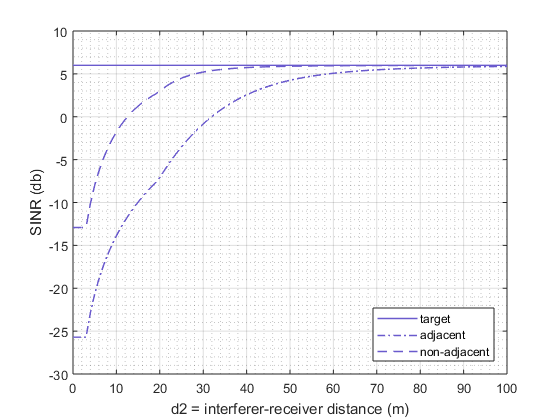 10
5
0
-5
-10
-15
-20
-25
-30
SINR (db)
target
adjacent
non-adjacent
0 10 20 30 40 50 60 70 80 90 100
d2 = interferer-receiver distance (m)